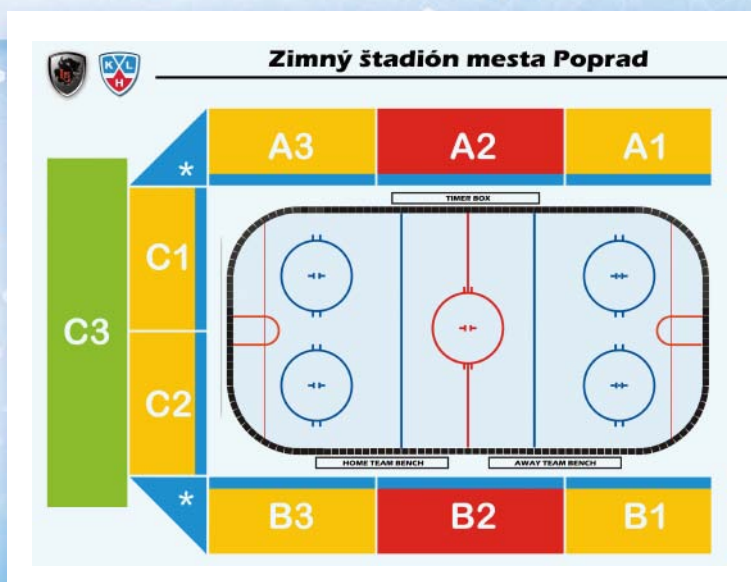 KLH
Zimný štadión mesta Poprad
A3 A2 A1
*
TIMER BOX
C1
C3
C2
HOME TEAM BENCH AWAY TEAM BENCH
*
B3 B2 B1